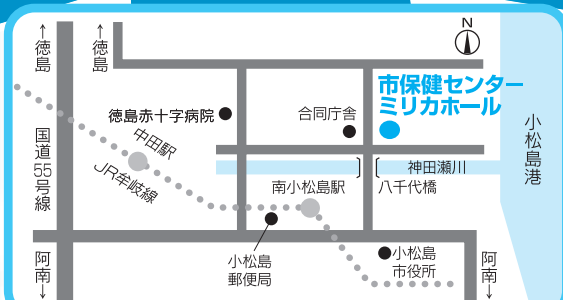 ←徳島
←徳島
N
市保健センター
ミリカホール
徳島赤十字病院
合同庁舎
小松島港
中田駅
国道55号線
JR牟岐線
神田瀬川
南小松島駅
八千代橋
小松島
郵便局
小松島
市役所
阿南→
阿南→